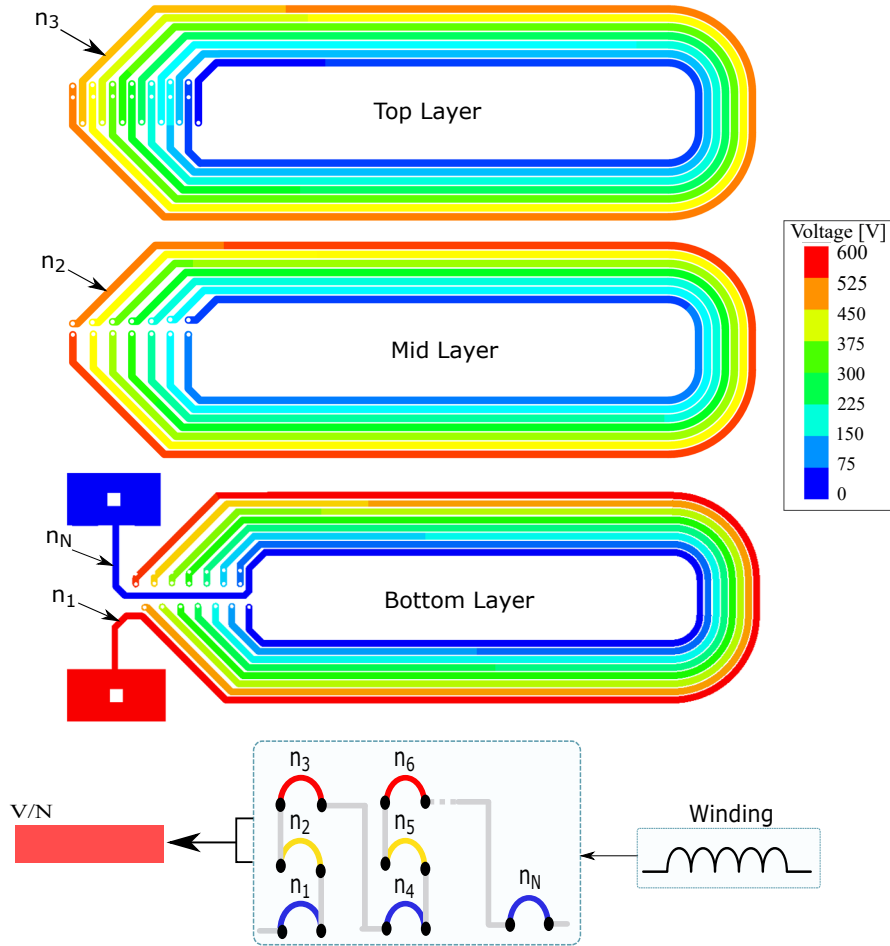 n3
Top Layer
n2
Mid Layer
Voltage [V]
600
525
450
375
300
225
150
75
0
nN
n1
Bottom Layer
V/N
n3
n6
n2
n5
n1
n4
nN
Winding